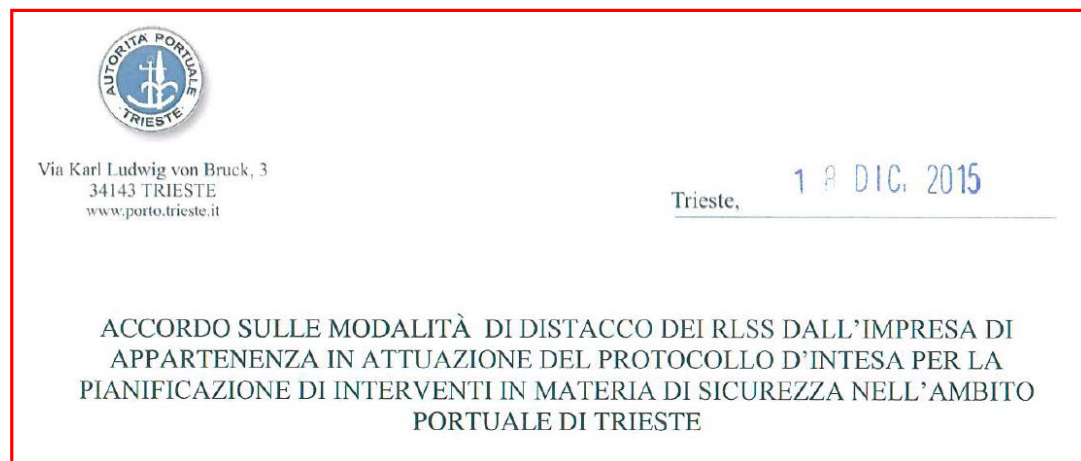 AUTORITÀ PORTUALE
TRIESTE
Via Karl Ludwig von Bruck, 3
34143 TRIESTE
www.porto.trieste.it
Trieste,
DIC. 2015
ACCORDO SULLE MODALITÀ DI DISTACCO DEI RLSS DALL'IMPRESA DI
APPARTENENZA IN ATTUAZIONE DEL PROTOCOLLO D'INTESA PER LA
PIANIFICAZIONE DI INTERVENTI IN MATERIA DI SICUREZZA NELL'AMBITO
PORTUALE DI TRIESTE